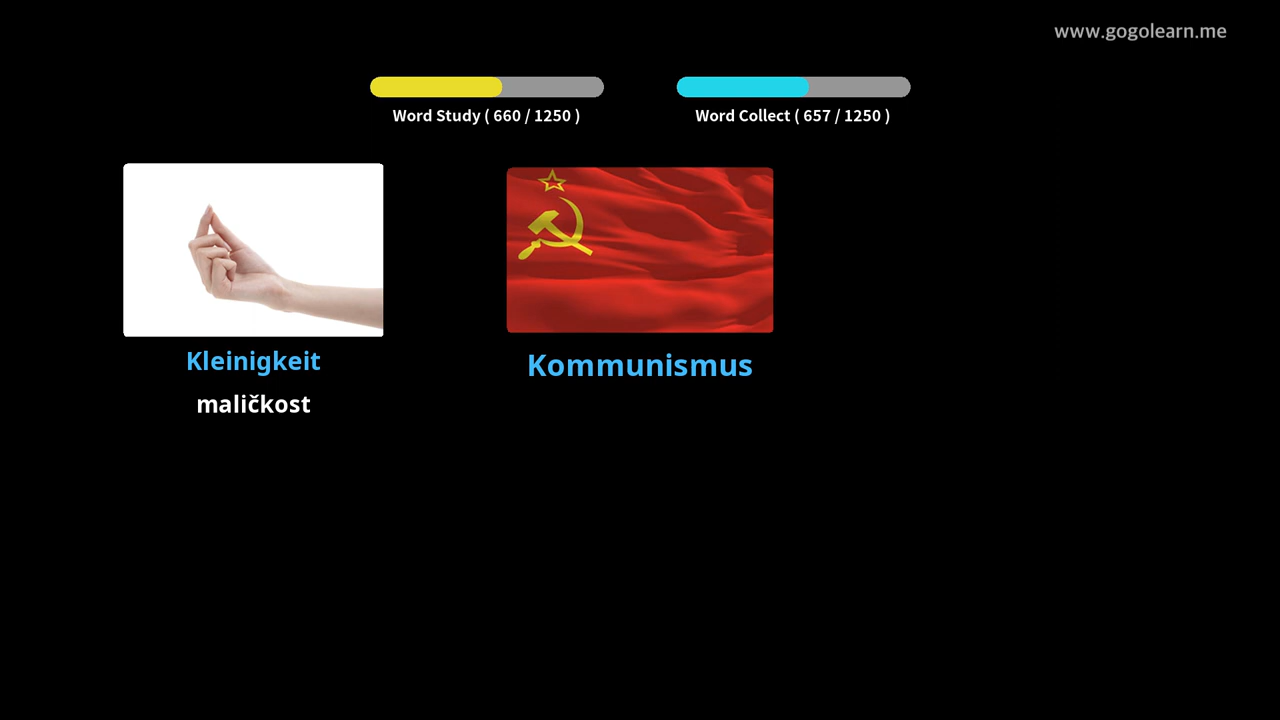 www.gogolearn.me
Word Study ( 660 / 1250 )
Word Collect ( 657 / 1250 )
Kleinigkeit
maličkost
Kommunismus